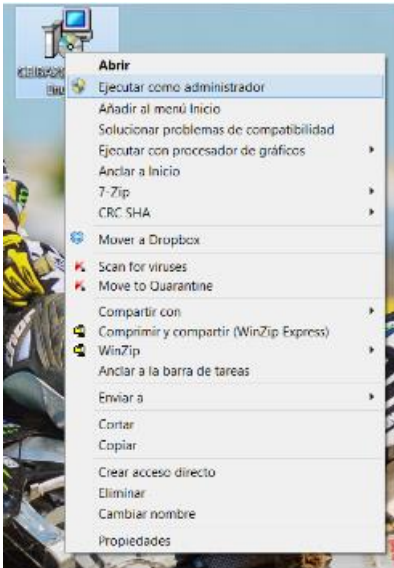 Abrir
Ejecutar como administrador
Añadir al menú Inicio
Solucionar problemas de compatibilidad
Ejecutar con procesador de gráficos
Anclar a Inicio
7-Zip
CRC SHA
Mover a Dropbox
Scan for viruses
Move to Quarantine
Compartir con
Comprimir y compartir (WinZip Express)
WinZip
Anclar a la barra de tareas
Enviar a
Cortar
Copiar
Crear acceso directo
Eliminar
Cambiar nombre
Propiedades